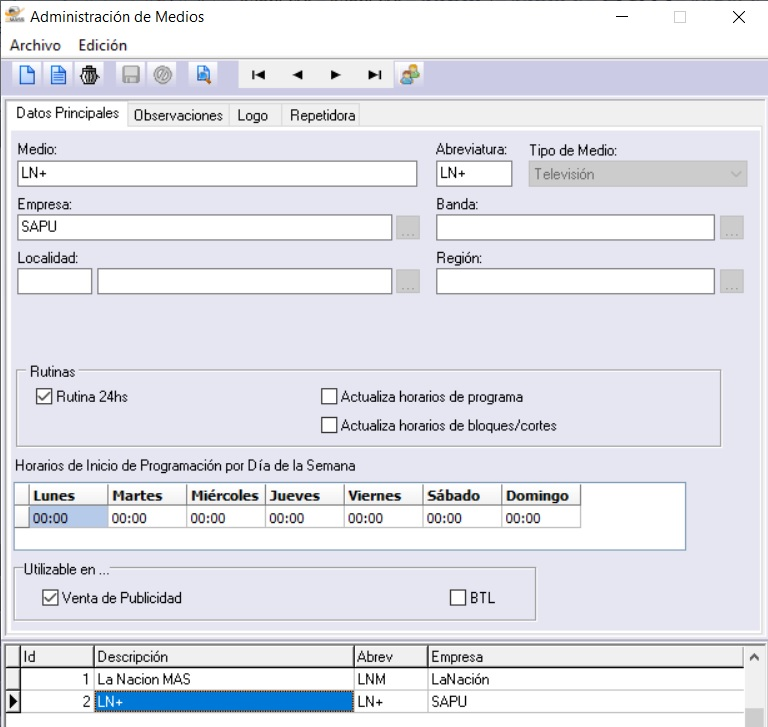 Administración de Medios
Archivo Edición
Datos Principales Observaciones Logo Repetidora
Medio: Abreviatura: Tipo de Medio:
LN+ LN+ Televisión
Empresa: Banda:
SAPU ... ...
Localidad: Región:
... ...
Rutinas
Rutina 24hs Actualiza horarios de programa
Actualiza horarios de bloques/cortes
Horarios de Inicio de Programación por Día de la Semana
Lunes Martes Miércoles Jueves Viernes Sábado Domingo
00:00 00:00 00:00 00:00 00:00 00:00 00:00
Utilizable en ...
Venta de Publicidad BTL
Id Descripción Abrev Empresa
1 La Nacion MAS LNM LaNación
2 LN+ LN+ SAPU